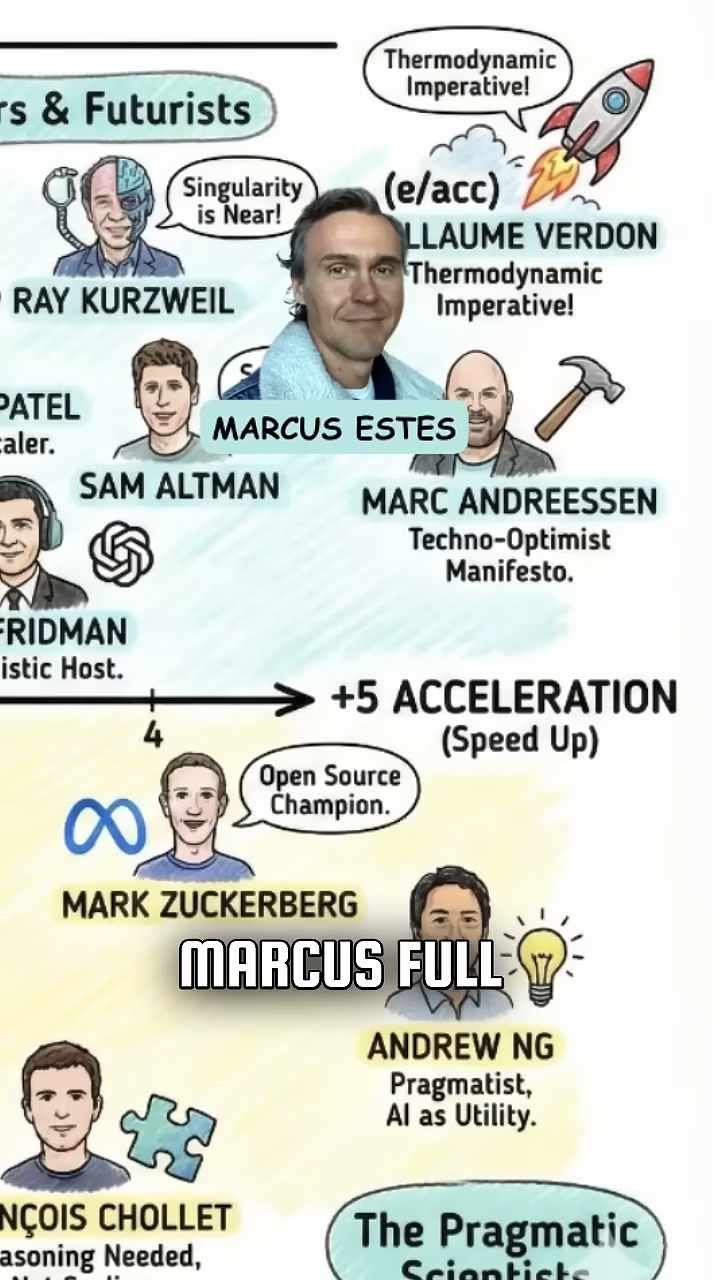 Thermodynamic
Imperative!
rs & Futurists
Singularity
is Near!
(e/acc)
LLAUME VERDON
Thermodynamic
Imperative!
RAY KURZWEIL
S
PATEL
caler.
MARCUS ESTES
SAM ALTMAN
MARC ANDREESSEN
Techno-Optimist
Manifesto.
FRIDMAN
istic Host.
+5 ACCELERATION
(Speed Up)
4
Open Source
Champion.
MARK ZUCKERBERG
MARCUS FULL
ANDREW NG
Pragmatist,
AI as Utility.
NÇOIS CHOLLET
asoning Needed,
The Pragmatic
Scientists